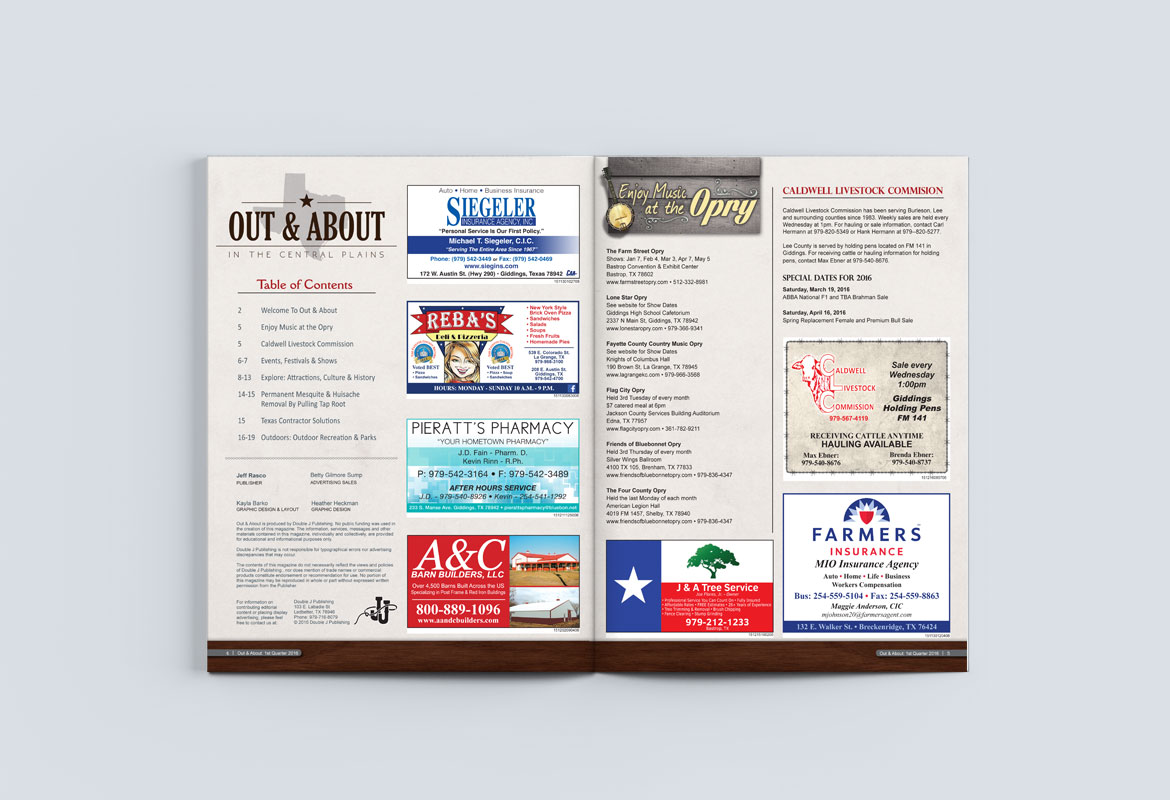 OUT & ABOUT
IN THE CENTRAL PLAINS
Table of Contents
2 Welcome To Out & About
5 Enjoy Music at the Opry
5 Caldwell Livestock Commission
6-7 Events, Festivals & Shows
8-13 Explore: Attractions, Culture & History
14-15 Permanent Mesquite & Huisache
Removal By Pulling Tap Root
15 Texas Contractor Solutions
16-19 Outdoors: Outdoor Recreation & Parks
Jeff Rasco
PUBLISHER
Betty Gilmore Sump
ADVERTISING SALES
Kayla Barko
GRAPHIC DESIGN & LAYOUT
Heather Heckman
GRAPHIC DESIGN
Out & About is produced by Double J Publishing. No public funding was used in
the creation of this magazine. The information, services, messages and other
materials contained in this magazine, individually and collectively, are provided
for educational and informational purposes only.
Double J Publishing is not responsible for typographical errors nor advertising
discrepancies that may occur.
The contents of this magazine do not necessarily reflect the views and policies
of Double J Publishing, nor does mention of trade names or commercial
products constitute endorsement or recommendation for use. No portion of
this magazine may be reproduced in whole or part without expressed written
permission from the Publisher.
For information on
contributing editorial
content or placing display
advertising, please feel
free to contact us at:
Double J Publishing
103 E. Labadie St
Ledbetter, TX 78946
Phone: 979-716-8079
© 2010 Double J Publishing
4 | Out & About: 1st Quarter 2016
Auto • Home • Business Insurance
SIEGELER
INSURANCE AGENCY, INC.
"Personal Service Is Our First Policy."
Michael T. Siegeler, C.I.C.
"Serving The Entire Area Since 1967"
Phone: (979) 542-3449 or Fax: (979) 542-0469
www.siegins.com
172 W. Austin St. (Hwy 290) - Giddings, Texas 78942
REBA'S
Deli & Pizzeria
• New York Style
Brick Oven Pizza
• Sandwiches
• Salads
• Soups
• Fresh Fruits
• Homemade Pies
Voted BEST
• Pizza
• Sandwiches
Voted BEST
• Pizza • Soup
• Sandwiches
539 E. Colorado St.
La Grange, TX
979-968-3100
208 E. Austin St.
Giddings, TX
979-542-4700
HOURS: MONDAY - SUNDAY 10 A.M. - 9 P.M.
PIERATT'S PHARMACY
"YOUR HOMETOWN PHARMACY"
J.D. Fain - Pharm. D.
Kevin Rinn - R.Ph.
P: 979-542-3164 • F: 979-542-3489
AFTER HOURS SERVICE
J.D. - 979-540-8926 • Kevin - 254-541-1292
233 S. Manse Ave. Giddings, TX 78942 • pierattspharmacy@bluebon.net
A&C
BARN BUILDERS, LLC
Over 4,500 Barns Built Across the US
Specializing in Post Frame & Red Iron Buildings
800-889-1096
www.aandcbuilders.com
Enjoy Music
at the Opry
The Farm Street Opry
Shows: Jan 7, Feb 4, Mar 3, Apr 7, May 5
Bastrop Convention & Exhibit Center
Bastrop, TX 78602
www.farmstreetopry.com • 512-332-8981
Lone Star Opry
See website for Show Dates
Giddings High School Cafetorium
2337 N Main St, Giddings, TX 78942
www.lonestaropry.com • 979-366-9341
Fayette County Country Music Opry
See website for Show Dates
Knights of Columbus Hall
190 Brown St, La Grange, TX 78945
www.lagrangekc.com • 979-966-3568
Flag City Opry
Held 3rd Tuesday of every month
$7 catered meal at 6pm
Jackson County Services Building Auditorium
Edna, TX 77957
www.flagcityopry.com • 361-782-9211
Friends of Bluebonnet Opry
Held 3rd Thursday of every month
Silver Wings Ballroom
4100 TX 105, Brenham, TX 77833
www.friendsofbluebonnetopry.com • 979-836-4347
The Four County Opry
Held the last Monday of each month
American Legion Hall
4019 FM 1457, Shelby, TX 78940
www.friendsofbluebonnetopry.com • 979-836-4347
J & A Tree Service
Joe Flores, Jr. - Owner
• Professional Service You Can Count On • Fully Insured
• Affordable Rates • FREE Estimates • 25+ Years of Experience
• Tree Trimming & Removal • Brush Chipping
• Fence Clearing • Stump Grinding
979-212-1233
Bastrop, TX
CALDWELL LIVESTOCK COMMISION
Caldwell Livestock Commission has been serving Burleson, Lee
and surrounding counties since 1983. Weekly sales are held every
Wednesday at 1pm. For hauling or sale information, contact Carl
Hermann at 979-820-5349 or Hank Hermann at 979--820-5277.
Lee County is served by holding pens located on FM 141 in
Giddings. For receiving cattle or hauling information for holding
pens, contact Max Ebner at 979-540-8676.
SPECIAL DATES FOR 2016
Saturday, March 19, 2016
ABBA National F1 and TBA Brahman Sale
Saturday, April 16, 2016
Spring Replacement Female and Premium Bull Sale
CALDWELL
LIVESTOCK
COMMISSION
979-567-4119
Sale every
Wednesday
1:00pm
Giddings
Holding Pens
FM 141
RECEIVING CATTLE ANYTIME
HAULING AVAILABLE
Max Ebner:
979-540-8676
Brenda Ebner:
979-540-8737
FARMERS
INSURANCE
MIO Insurance Agency
Auto • Home • Life • Business
Workers Compensation
Bus: 254-559-5104 • Fax: 254-559-8863
Maggie Anderson, CIC
mjohnson20@farmersagent.com
132 E. Walker St. • Breckenridge, TX 76424
Out & About: 1st Quarter 2016 | 5